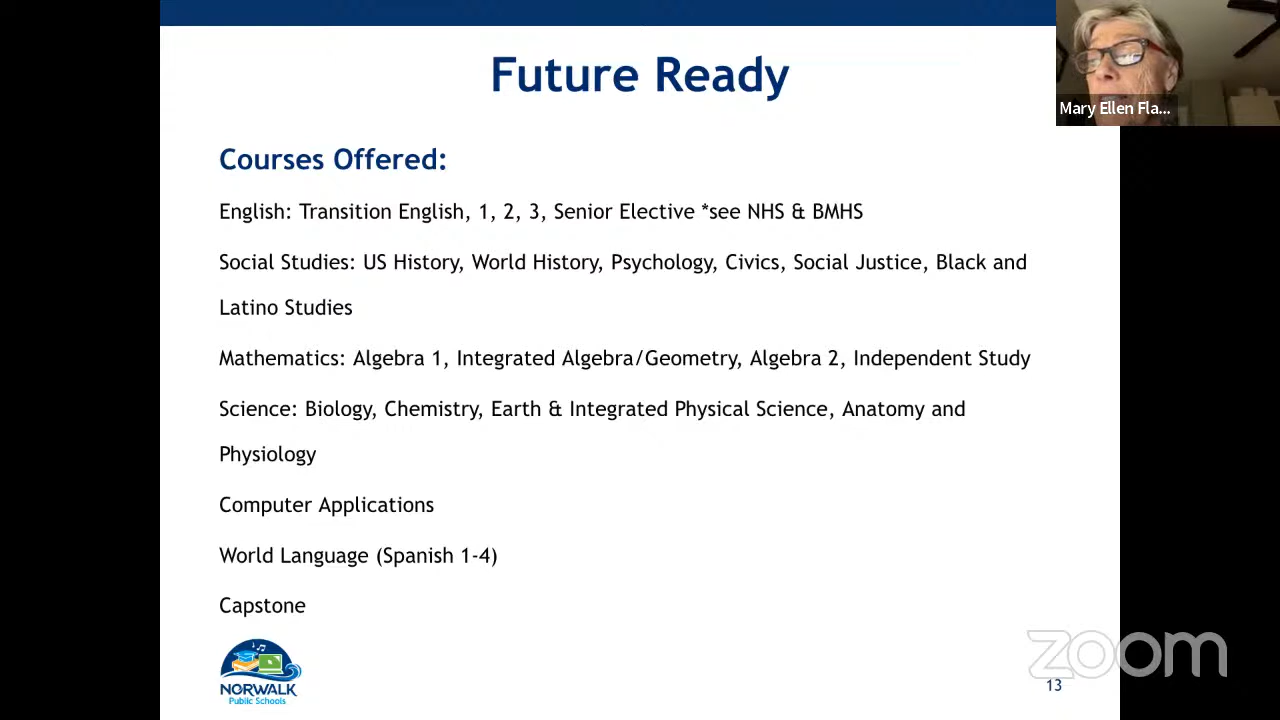 Future Ready
Mary Ellen Fla...
Courses Offered:
English: Transition English, 1, 2, 3, Senior Elective *see NHS & BMHS
Social Studies: US History, World History, Psychology, Civics, Social Justice, Black and
Latino Studies
Mathematics: Algebra 1, Integrated Algebra/Geometry, Algebra 2, Independent Study
Science: Biology, Chemistry, Earth & Integrated Physical Science, Anatomy and
Physiology
Computer Applications
World Language (Spanish 1-4)
Capstone
NORWALK
Public Schools
zoom
13